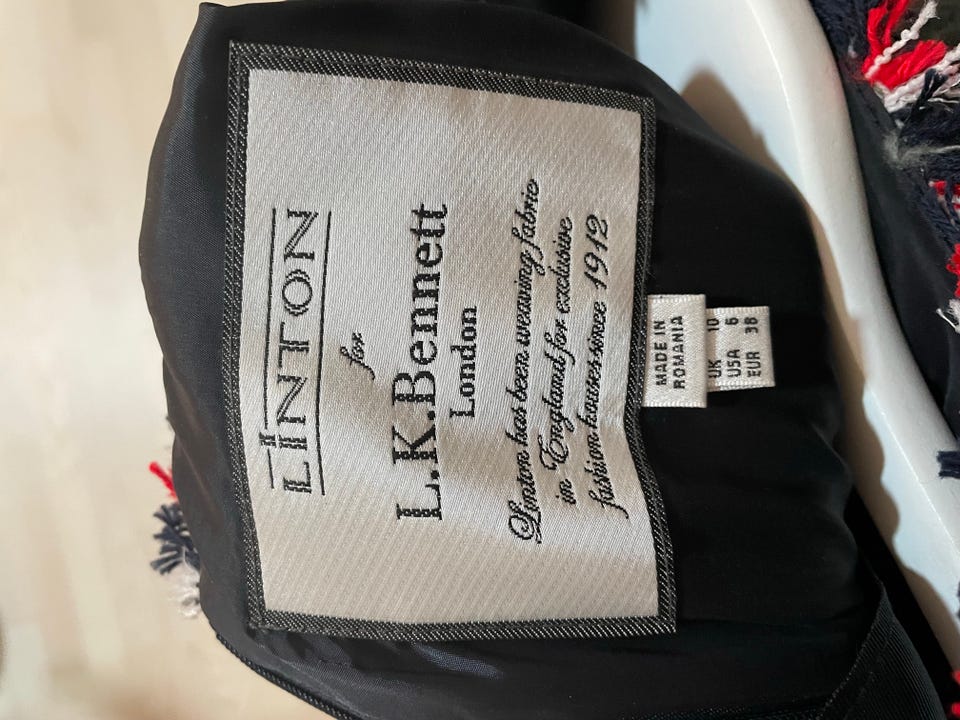 LINTON
for
L.K.Bennett
London
Linton has been weaving fabric
in England for exclusive
fashion houses since 1912
MADE IN
ROMANIA
UK 10
USA 6
EUR 38